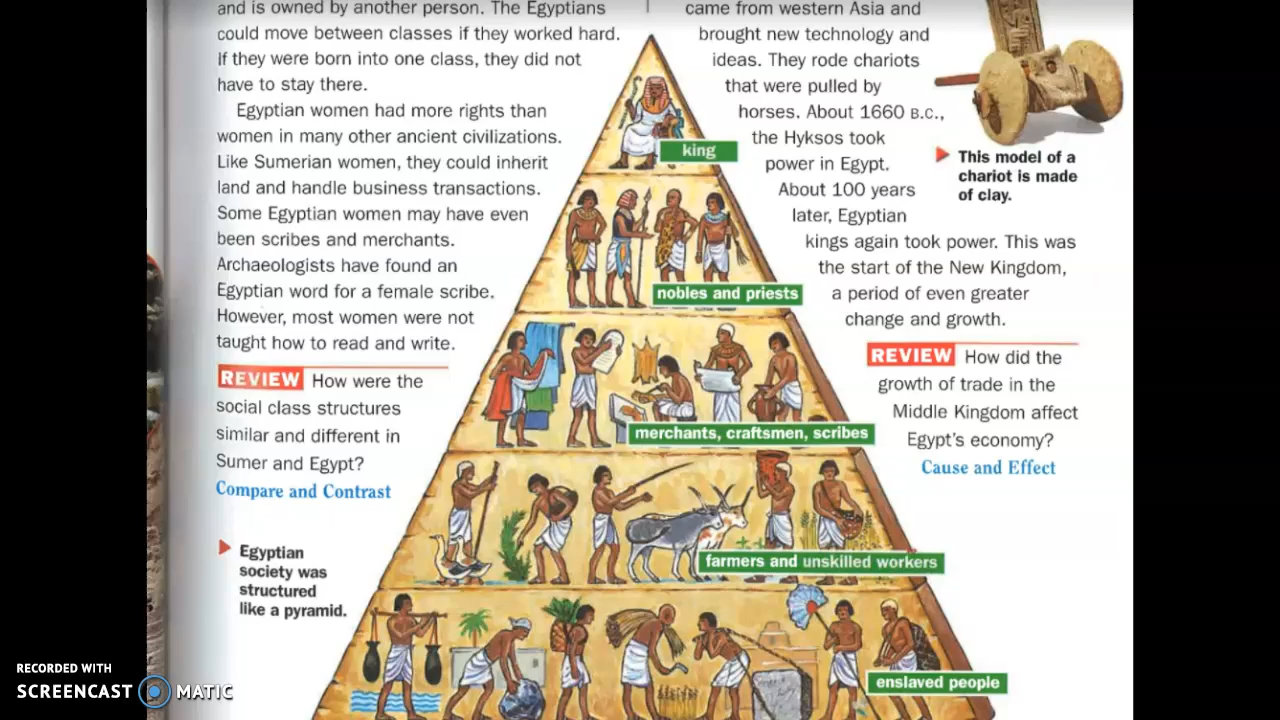 and is owned by another person. The Egyptians
could move between classes if they worked hard.
If they were born into one class, they did not
have to stay there.
Egyptian women had more rights than
women in many other ancient civilizations.
Like Sumerian women, they could inherit
land and handle business transactions.
Some Egyptian women may have even
been scribes and merchants.
Archaeologists have found an
Egyptian word for a female scribe.
However, most women were not
taught how to read and write.
REVIEW How were the
social class structures
similar and different in
Sumer and Egypt?
Compare and Contrast
Egyptian
society was
structured
like a pyramid.
king
nobles and priests
merchants, craftsmen, scribes
farmers and unskilled workers
enslaved people
came from western Asia and
brought new technology and
ideas. They rode chariots
that were pulled by
horses. About 1660 B.C.,
the Hyksos took
power in Egypt.
About 100 years
later, Egyptian
kings again took power. This was
the start of the New Kingdom,
a period of even greater
change and growth.
REVIEW How did the
growth of trade in the
Middle Kingdom affect
Egypt's economy?
Cause and Effect
This model of a
chariot is made
of clay.
RECORDED WITH
SCREENCAST MATIC